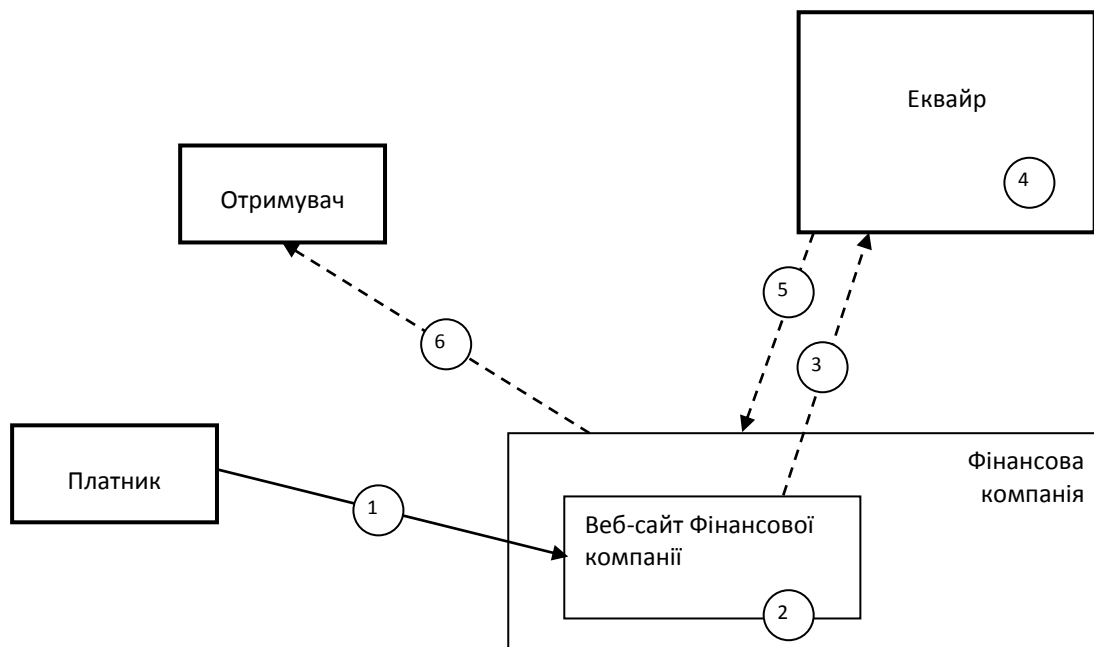 Еквайр
4
Отримувач
5
6
3
Фінансова
компанія
Платник
1
Веб-сайт Фінансової
компанії
2